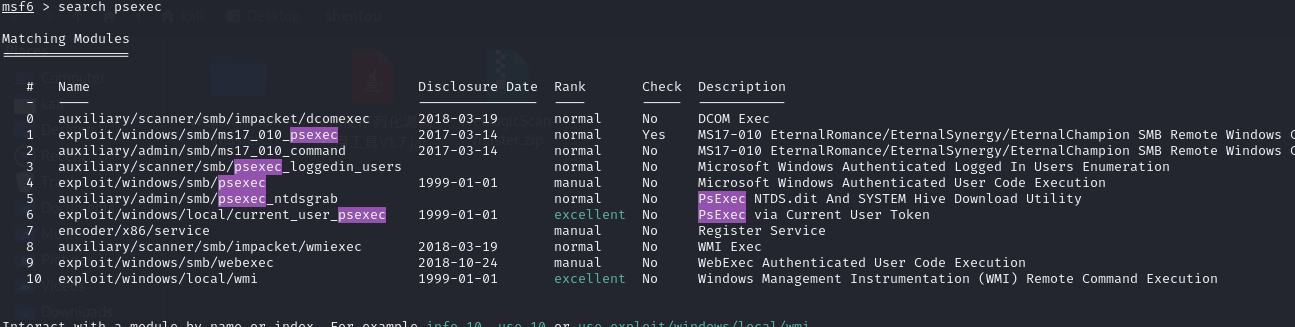 msf6 > search psexec
Matching Modules
================
# Name Disclosure Date Rank Check Description
- ---- --------------- ---- ----- -----------
0 auxiliary/scanner/smb/impacket/dcomexec 2018-03-19 normal No DCOM Exec
1 exploit/windows/smb/ms17_010_psexec 2017-03-14 normal Yes MS17-010 EternalRomance/EternalSynergy/EternalChampion SMB Remote Windows C
2 auxiliary/admin/smb/ms17_010_command 2017-03-14 normal No MS17-010 EternalRomance/EternalSynergy/EternalChampion SMB Remote Windows C
3 auxiliary/scanner/smb/psexec_loggedin_users normal No Microsoft Windows Authenticated Logged In Users Enumeration
4 exploit/windows/smb/psexec 1999-01-01 manual No Microsoft Windows Authenticated User Code Execution
5 auxiliary/admin/smb/psexec_ntdsgrab normal No PsExec NTDS.dit And SYSTEM Hive Download Utility
6 exploit/windows/local/current_user_psexec 1999-01-01 excellent No PsExec via Current User Token
7 encoder/x86/service manual No Register Service
8 auxiliary/scanner/smb/impacket/wmiexec 2018-03-19 normal No WMI Exec
9 exploit/windows/smb/webexec 2018-10-24 manual No WebExec Authenticated User Code Execution
10 exploit/windows/local/wmi 1999-01-01 excellent No Windows Management Instrumentation (WMI) Remote Command Execution
Interact with a module by name or index. For example info 10, use 10 or use exploit/windows/local/wmi